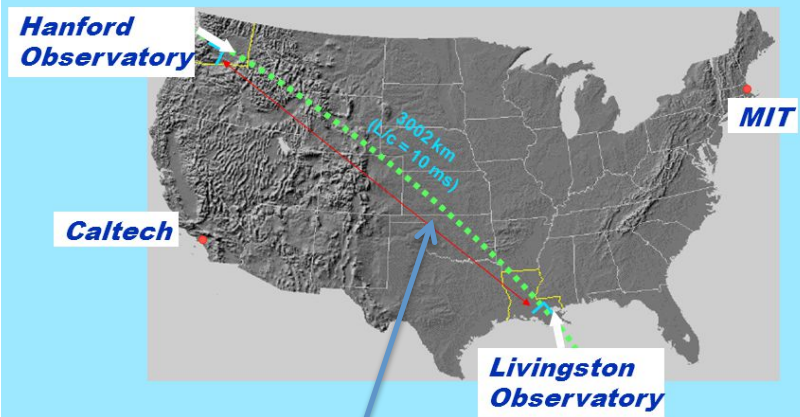 Hanford
Observatory
3002 km
(L/c = 10 ms)
MIT
Caltech
Livingston
Observatory